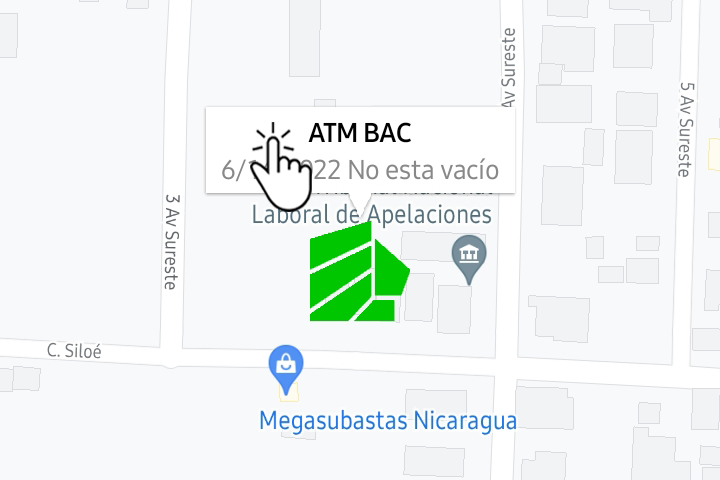 Av Sureste
5 Av Sureste
ATM BAC
6/ 22 No esta vacío
Laboral de Apelaciones
3 Av Sureste
C. Siloé
Megasubastas Nicaragua